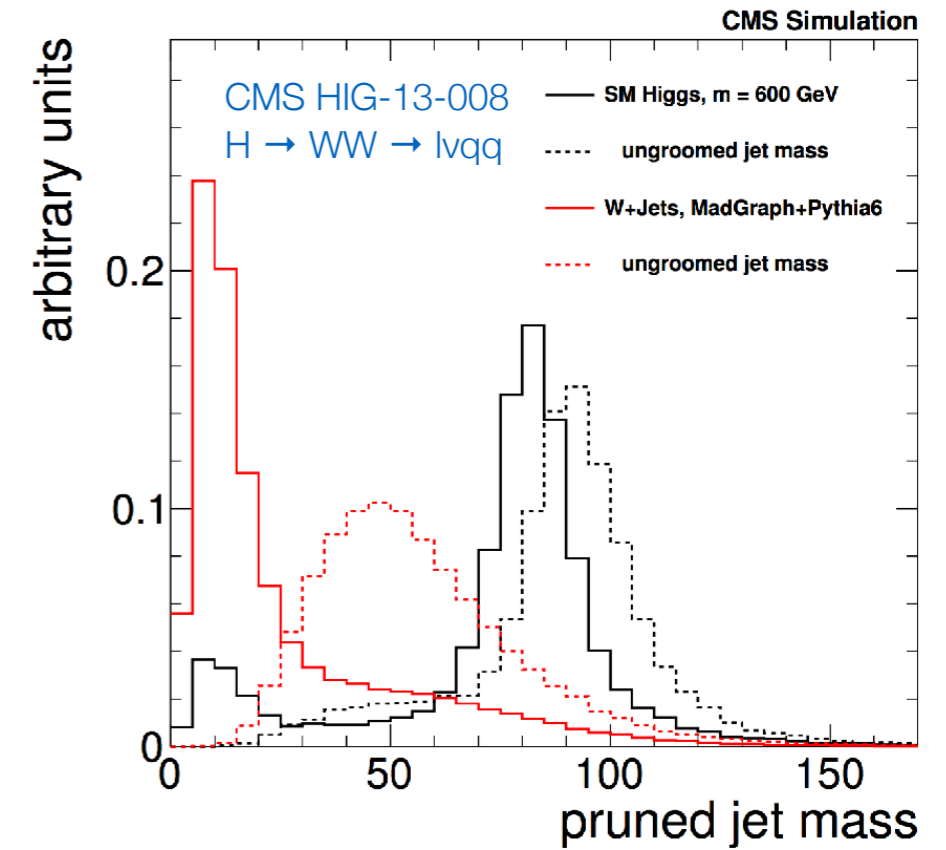 CMS Simulation
arbitrary units
CMS HIG-13-008
H → WW → lvqq
SM Higgs, m = 600 GeV
ungroomed jet mass
W+Jets, MadGraph+Pythia6
ungroomed jet mass
0.2
0.1
0
0 50 100 150
pruned jet mass